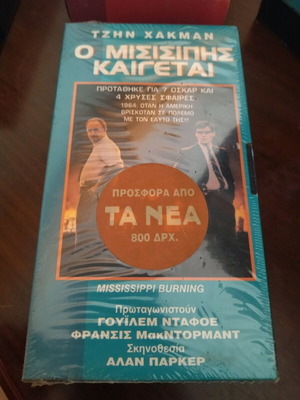 ΤΖΗΝ ΧΑΚΜΑΝ
Ο ΜΙΣΙΣΙΠΗΣ
ΚΑΙΓΕΤΑΙ
ΠΡΟΤΑΘΗΚΕ ΓΙΑ 7 ΟΣΚΑΡ ΚΑΙ
4 ΧΡΥΣΕΣ ΣΦΑΙΡΕΣ
1964: ΟΤΑΝ Η ΑΜΕΡΙΚΗ
ΒΡΙΣΚΟΤΑΝ ΣΕ ΠΟΛΕΜΟ
ΜΕ ΤΟΝ ΕΑΥΤΟ ΤΗΣ!!!
ΠΡΟΣΦΟΡΑ ΑΠΟ
ΤΑ ΝΕΑ
800 ΔΡΧ.
MISSISSIPPI BURNING
Πρωταγωνιστούν
ΓΟΥΪΛΕΜ ΝΤΑΦΟΕ
ΦΡΑΝΣΙΣ ΜακΝΤΟΡΜΑΝΤ
Σκηνοθεσία
ΑΛΑΝ ΠΑΡΚΕΡ